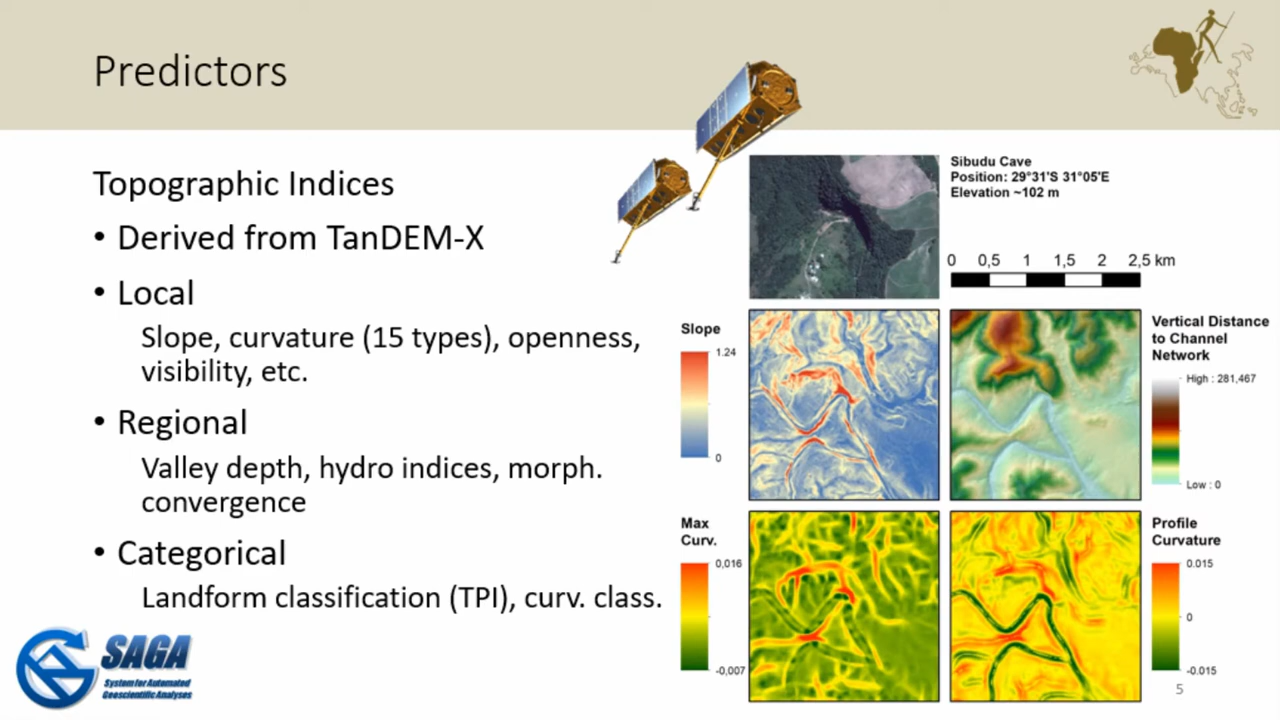 Predictors
Topographic Indices
• Derived from TanDEM-X
• Local
Slope, curvature (15 types), openness,
visibility, etc.
• Regional
Valley depth, hydro indices, morph.
convergence
• Categorical
Landform classification (TPI), curv. class.
SAGA
System for Automated
Geoscientific Analyses
Sibudu Cave
Position: 29°31'S 31°05'E
Elevation ~102 m
0 0,5 1 1,5 2 2,5 km
Slope
1.24
0
Vertical Distance
to Channel
Network
High : 281,467
Low : 0
Max
Curv.
0,016
-0,007
Profile
Curvature
0.015
0
-0.015
5